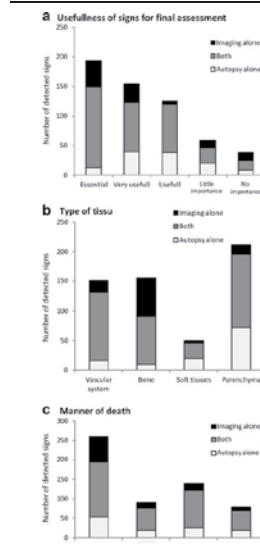 a Usefullness of signs for final assessment
250
200
150
100
50
0
Number of detected signs
Imaging alone
Both
Autopsy alone
Essential
Very usefull
Usefull
Little importance
No importance
b Type of tissu
250
200
150
100
50
0
Number of detected signs
Imaging alone
Both
Autopsy alone
Vascular system
Bone
Soft tissues
Parenchyma
c Manner of death
300
250
200
150
100
50
0
Number of detected signs
Imaging alone
Both
Autopsy alone